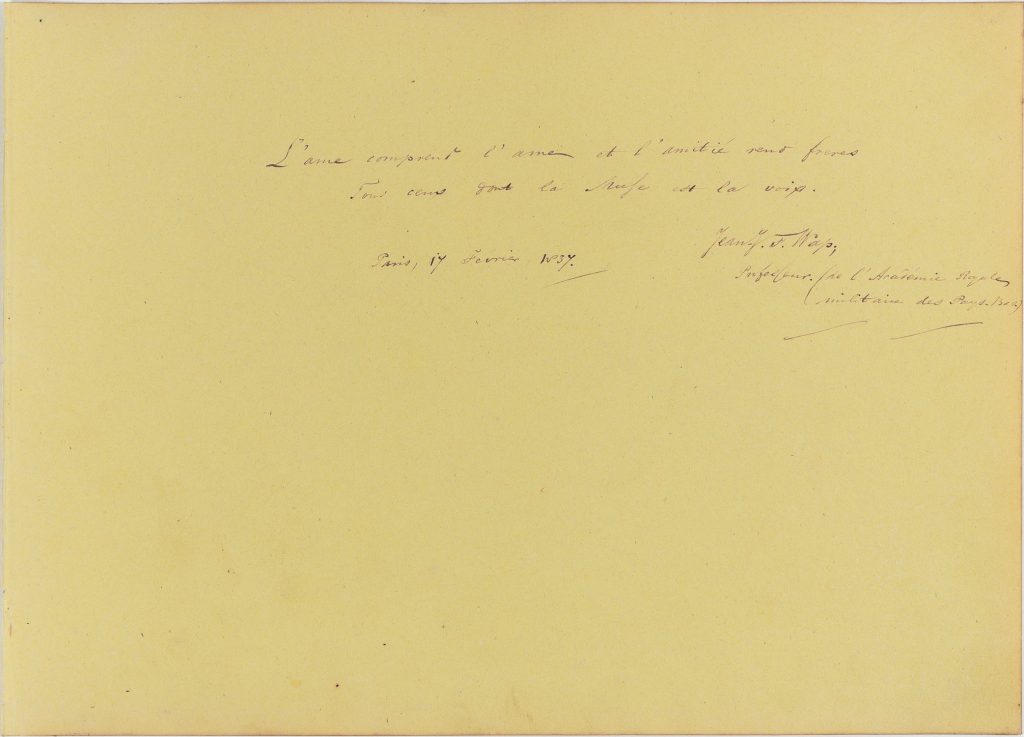 L'ame comprend l'ame et l'amitié rend freres
Tous ceux dont la Muse est la voix.
Jean J. F. Wap,
Paris, 17 Février 1837.
Professeur. (de l'Académie Royale
militaire des Pays-Bas)